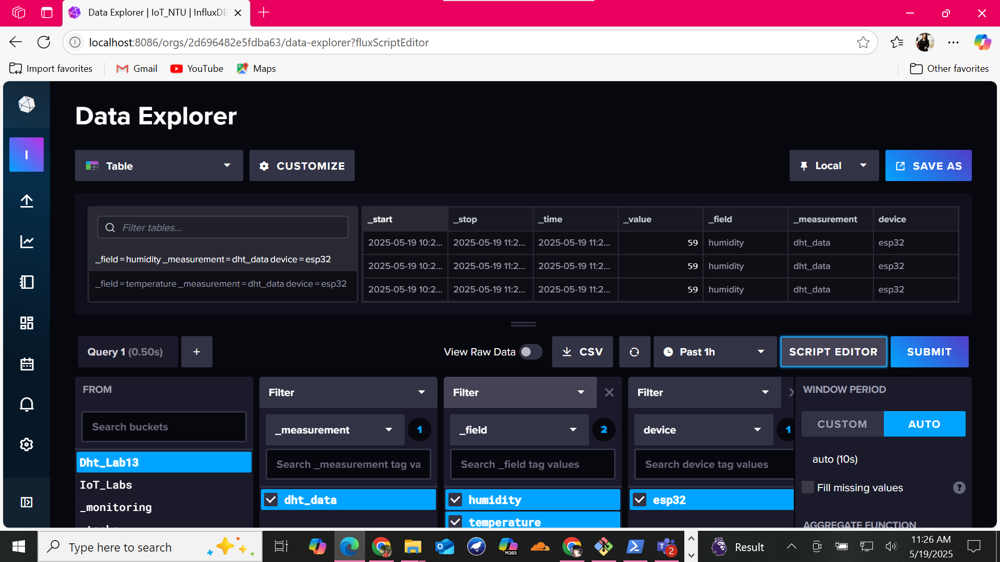 Data Explorer | IoT_NTU | InfluxDB
localhost:8086/orgs/2d696482e5fdba63/data-explorer?fluxScriptEditor
Import favorites
Gmail
YouTube
Maps
Other favorites
Data Explorer
I
Table
CUSTOMIZE
Local
SAVE AS
Filter tables...
_field = humidity _measurement = dht_data device = esp32
_field = temperature _measurement = dht_data device = esp32
_start _stop _time _value _field _measurement device
2025-05-19 10:2... 2025-05-19 11:2... 2025-05-19 11:2... 59 humidity dht_data esp32
2025-05-19 10:2... 2025-05-19 11:2... 2025-05-19 11:2... 59 humidity dht_data esp32
2025-05-19 10:2... 2025-05-19 11:2... 2025-05-19 11:2... 59 humidity dht_data esp32
Query 1 (0.50s)
+
View Raw Data
CSV
Past 1h
SCRIPT EDITOR
SUBMIT
FROM
Search buckets
Dht_Lab13
IoT_Labs
_monitoring
Filter
_measurement
1
Search _measurement tag va
dht_data
Filter
_field
2
Search _field tag values
humidity
temperature
Filter
device
1
Search device tag values
esp32
WINDOW PERIOD
CUSTOM
AUTO
auto (10s)
Fill missing values
?
AGGREGATE FUNCTION
Type here to search
M365
2
Result
11:26 AM
5/19/2025